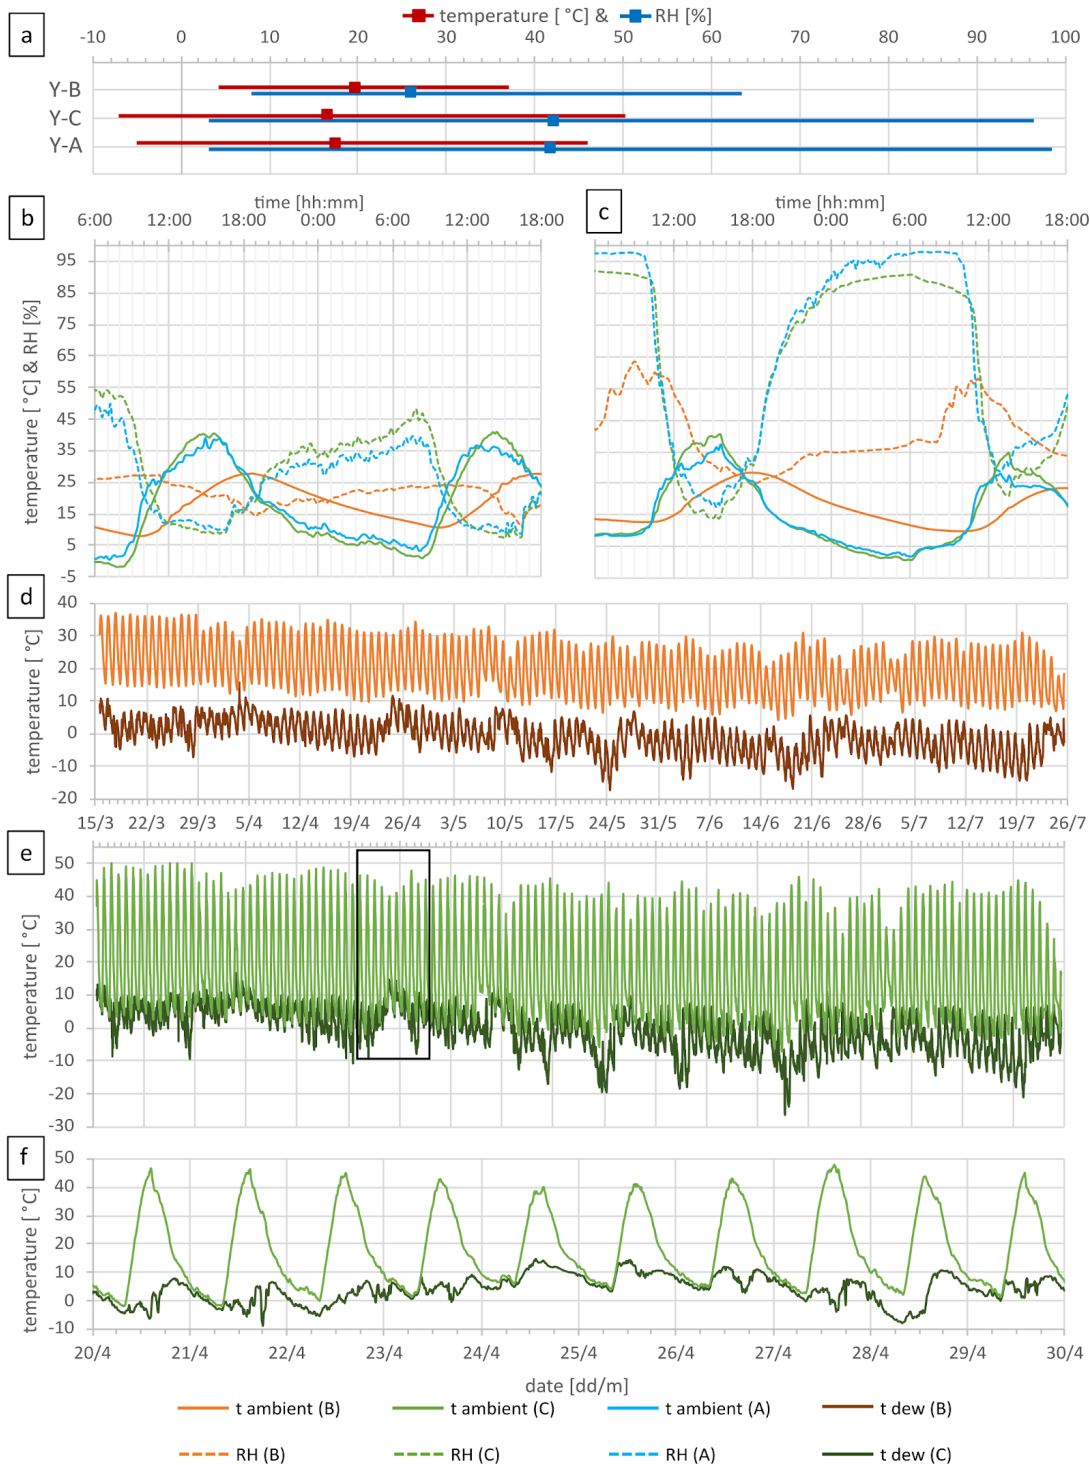 temperature [ °C] & RH [%]
a
-10 0 10 20 30 40 50 60 70 80 90 100
Y-B
Y-C
Y-A
b
time [hh:mm]
6:00 12:00 18:00 0:00 6:00 12:00 18:00
c
time [hh:mm]
12:00 18:00 0:00 6:00 12:00 18:00
temperature [ °C] & RH [%]
95
85
75
65
55
45
35
25
15
5
-5
d
temperature [ °C]
40
30
20
10
0
-10
-20
15/3 22/3 29/3 5/4 12/4 19/4 26/4 3/5 10/5 17/5 24/5 31/5 7/6 14/6 21/6 28/6 5/7 12/7 19/7 26/7
e
temperature [ °C]
50
40
30
20
10
0
-10
-20
-30
f
temperature [ °C]
50
40
30
20
10
0
-10
20/4 21/4 22/4 23/4 24/4 25/4 26/4 27/4 28/4 29/4 30/4
date [dd/m]
t ambient (B) t ambient (C) t ambient (A) t dew (B)
RH (B) RH (C) RH (A) t dew (C)